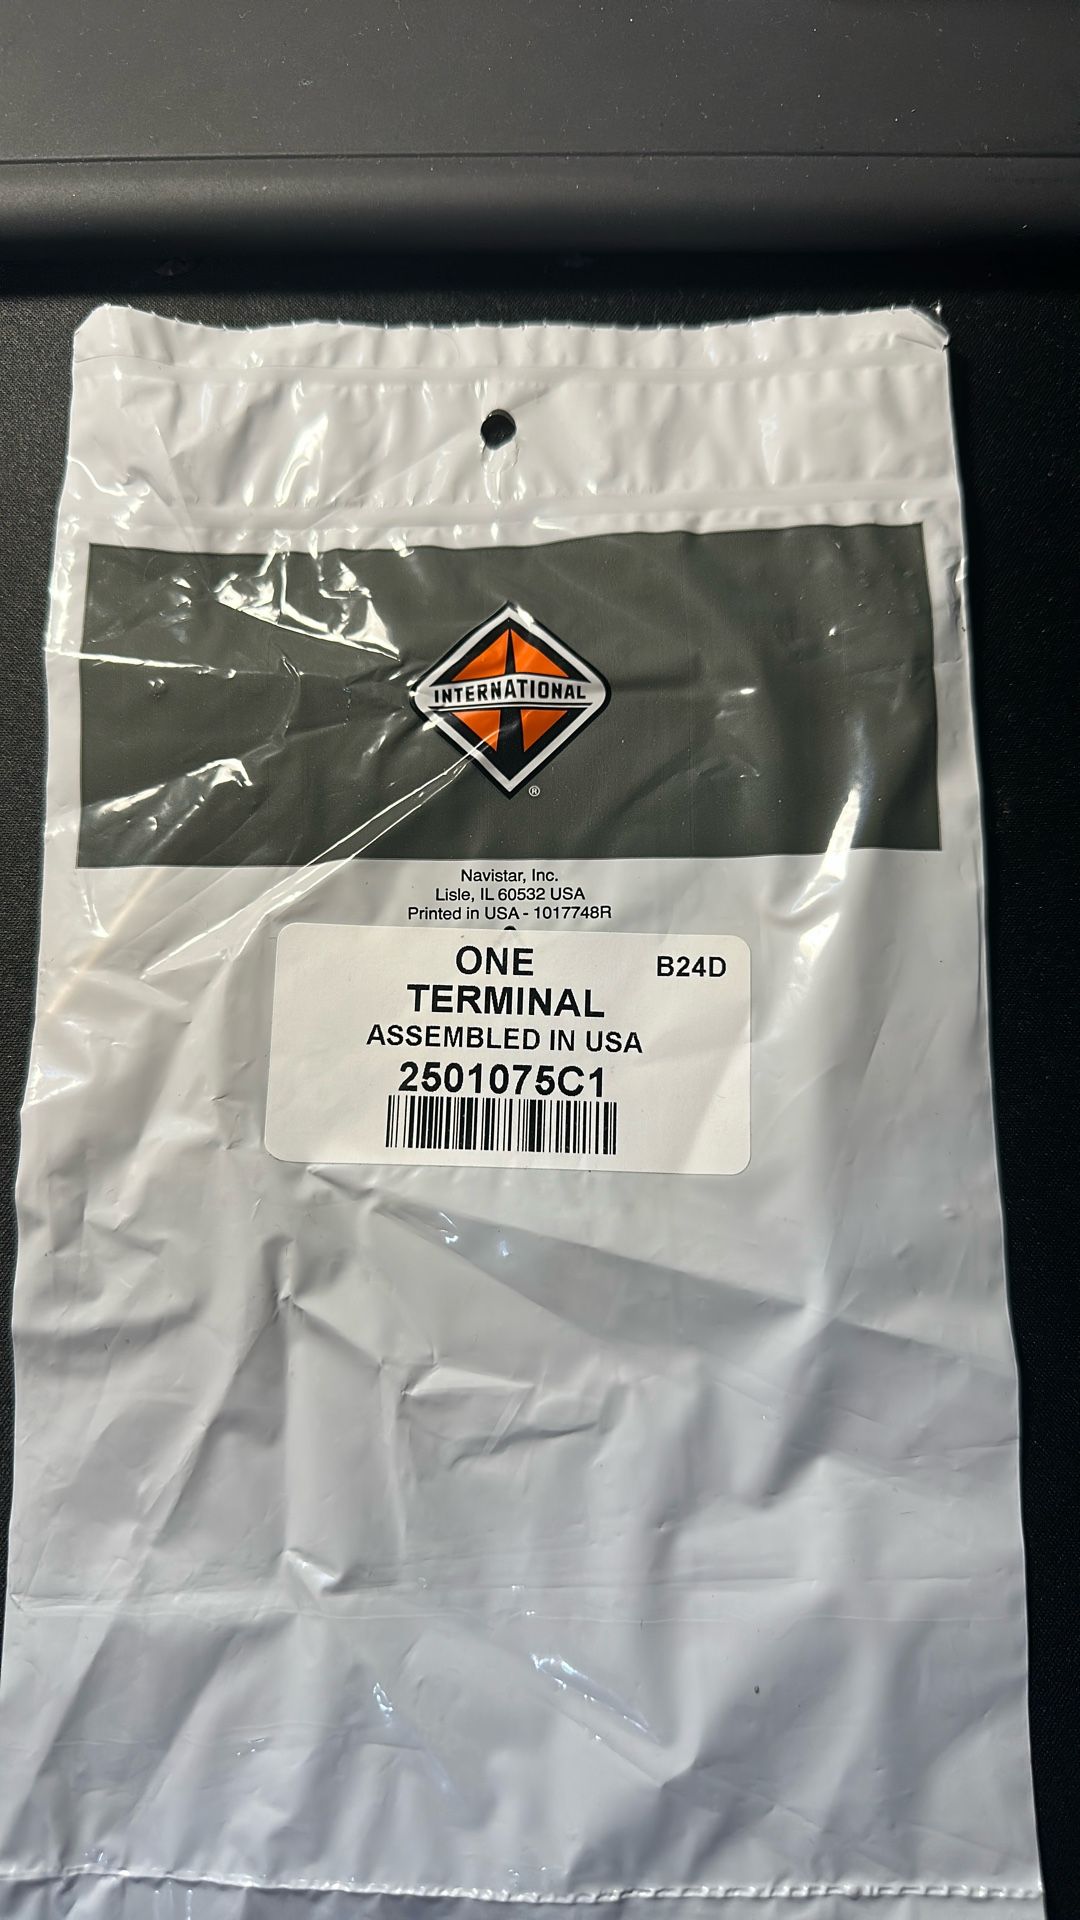 INTERNATIONAL
®
Navistar, Inc.
Lisle, IL 60532 USA
Printed in USA - 1017748R
ONE B24D
TERMINAL
ASSEMBLED IN USA
2501075C1